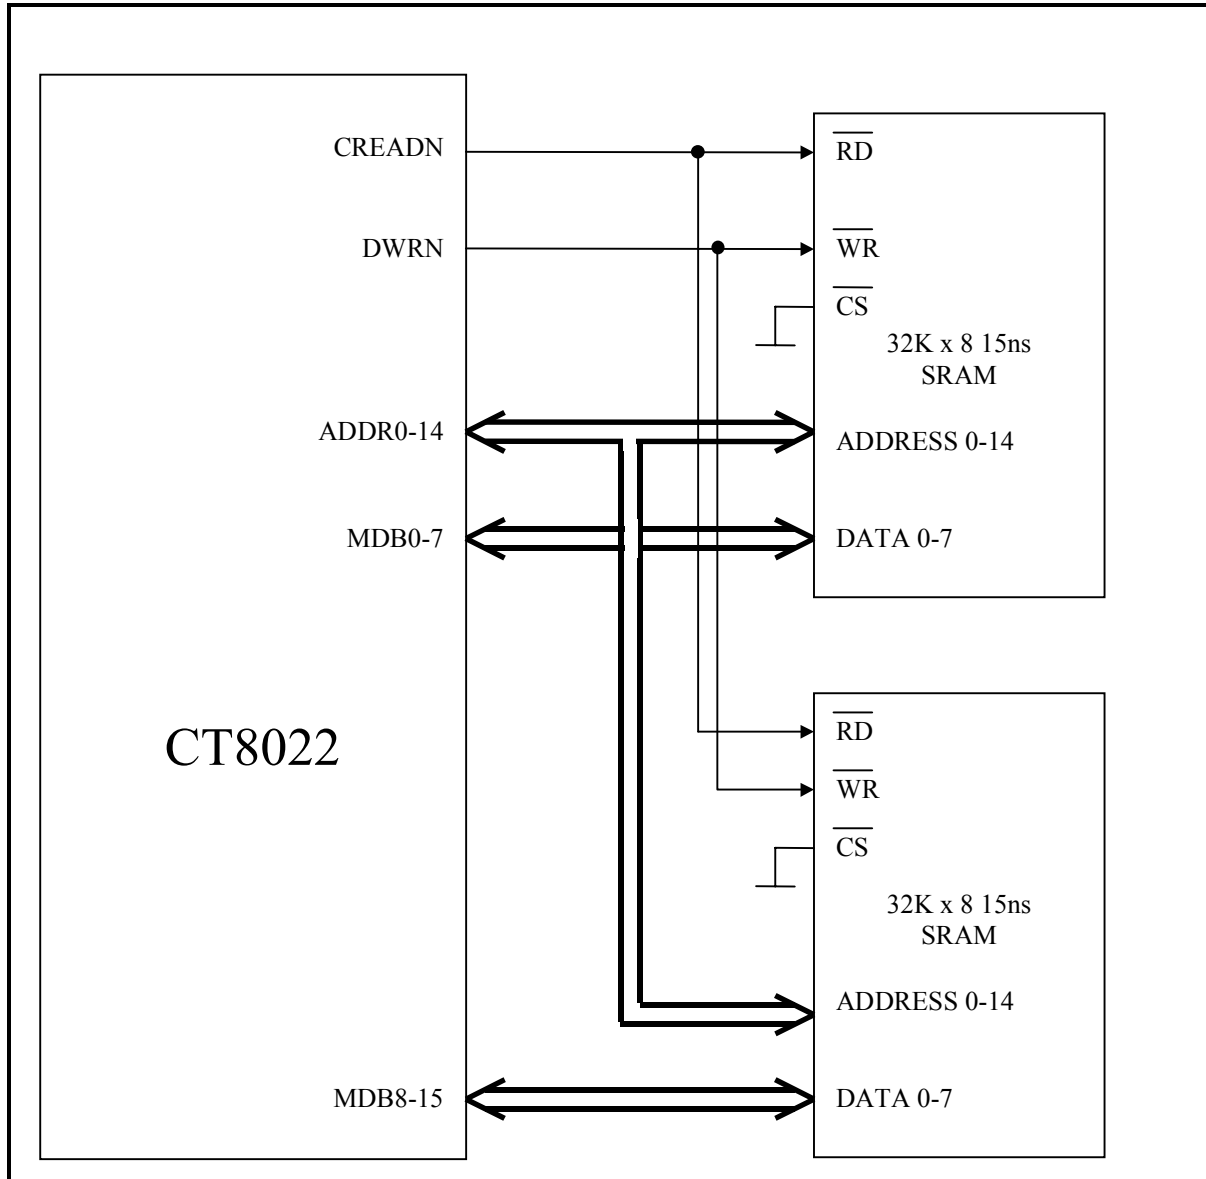 CREADN
DWRN
ADDR0-14
MDB0-7
CT8022
MDB8-15
RD
WR
CS
32K x 8 15ns
SRAM
ADDRESS 0-14
DATA 0-7
RD
WR
CS
32K x 8 15ns
SRAM
ADDRESS 0-14
DATA 0-7